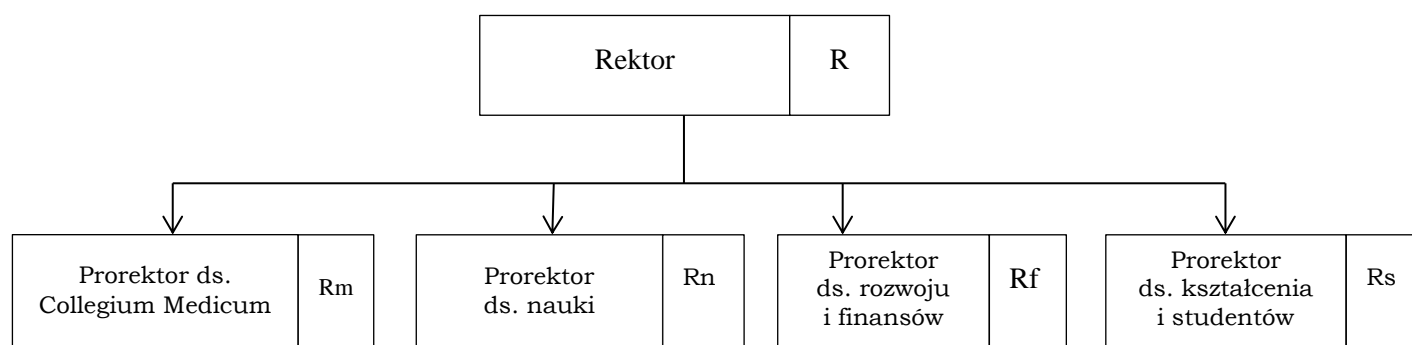 Rektor
R
Prorektor ds.
Collegium Medicum
Rm
Prorektor
ds. nauki
Rn
Prorektor
ds. rozwoju
i finansów
Rf
Prorektor
ds. kształcenia
i studentów
Rs